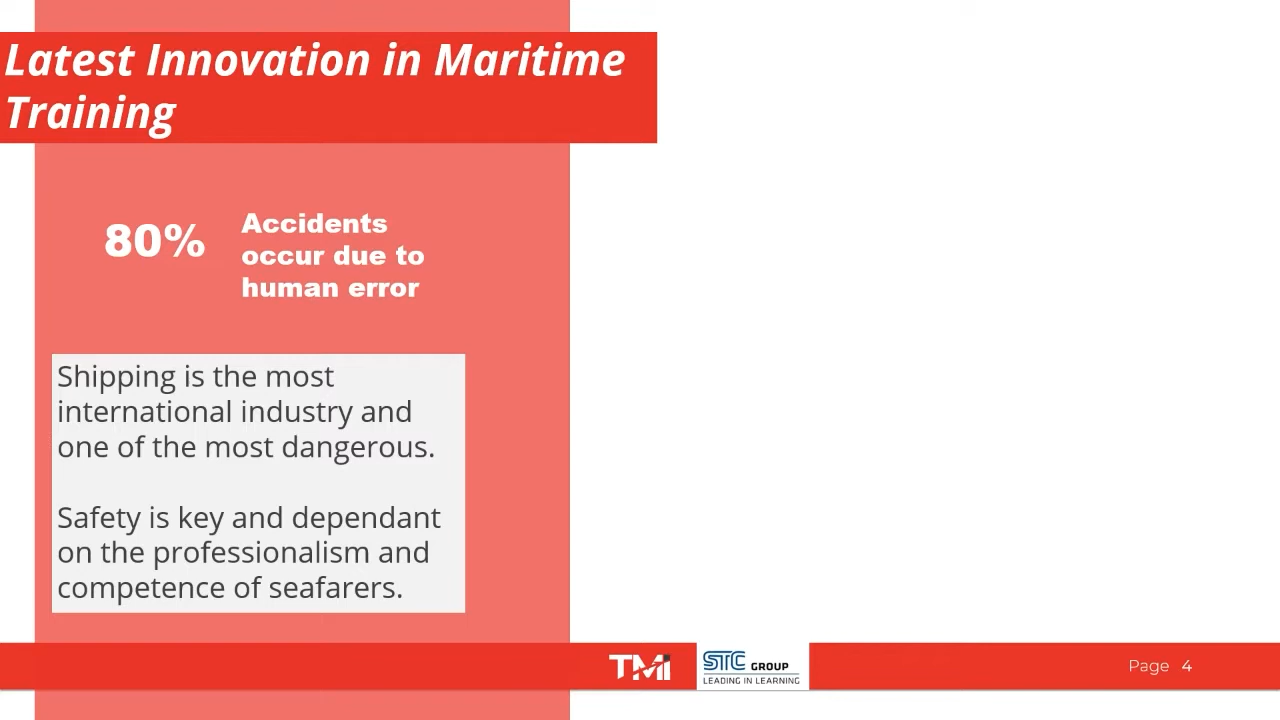 Latest Innovation in Maritime
Training
80%
Accidents
occur due to
human error
Shipping is the most
international industry and
one of the most dangerous.
Safety is key and dependant
on the professionalism and
competence of seafarers.
TMi
STC GROUP
LEADING IN LEARNING
Page 4